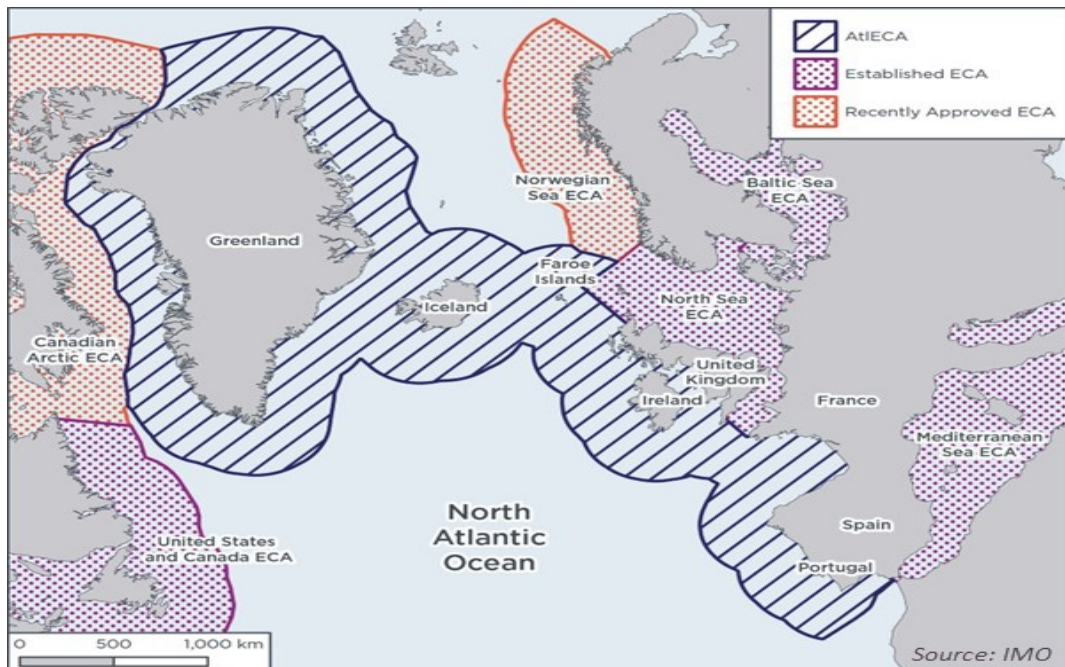 AtlECA
Established ECA
Recently Approved ECA
Norwegian
Sea ECA
Baltic Sea
ECA
Greenland
Faroe
Islands
Iceland
North Sea
ECA
Canadian
Arctic ECA
United
Kingdom
Ireland
France
Mediterranean
Sea ECA
North
Atlantic
Ocean
Spain
United States
and Canada ECA
Portugal
0 500 1,000 km
Source: IMO